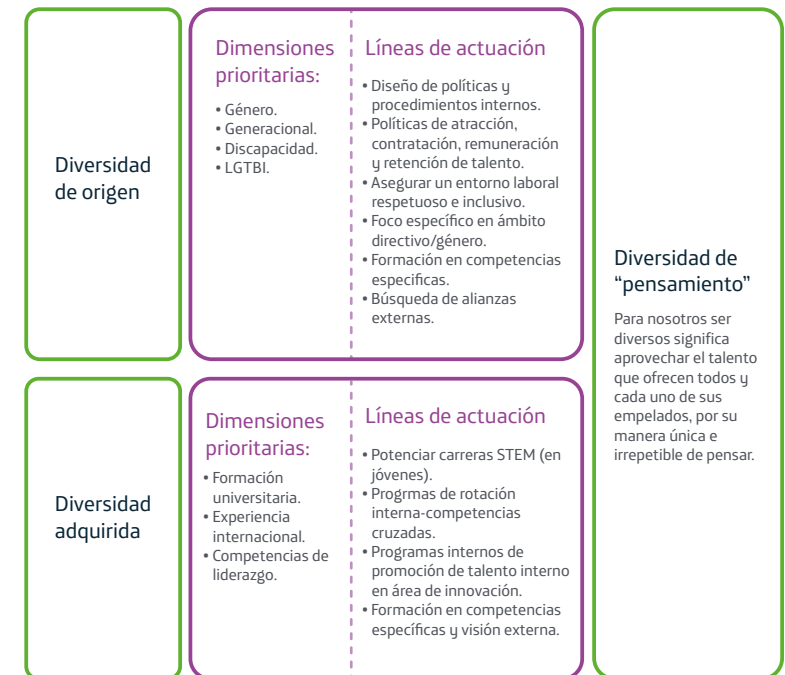 Diversidad
de origen
Dimensiones
prioritarias:
• Género.
• Generacional.
• Discapacidad.
• LGTBI.
Líneas de actuación
• Diseño de políticas y
procedimientos internos.
• Políticas de atracción,
contratación, remuneración
y retención de talento.
• Asegurar un entorno laboral
respetuoso e inclusivo.
• Foco específico en ámbito
directivo/género.
• Formación en competencias
especificas.
• Búsqueda de alianzas
externas.
Diversidad
adquirida
Dimensiones
prioritarias:
• Formación
universitaria.
• Experiencia
internacional.
• Competencias de
liderazgo.
Líneas de actuación
• Potenciar carreras STEM (en
jóvenes).
• Progrmas de rotación
interna-competencias
cruzadas.
• Programas internos de
promoción de talento interno
en área de innovación.
• Formación en competencias
específicas y visión externa.
Diversidad de
“pensamiento”
Para nosotros ser
diversos significa
aprovechar el talento
que ofrecen todos y
cada uno de sus
empelados, por su
manera única e
irrepetible de pensar.